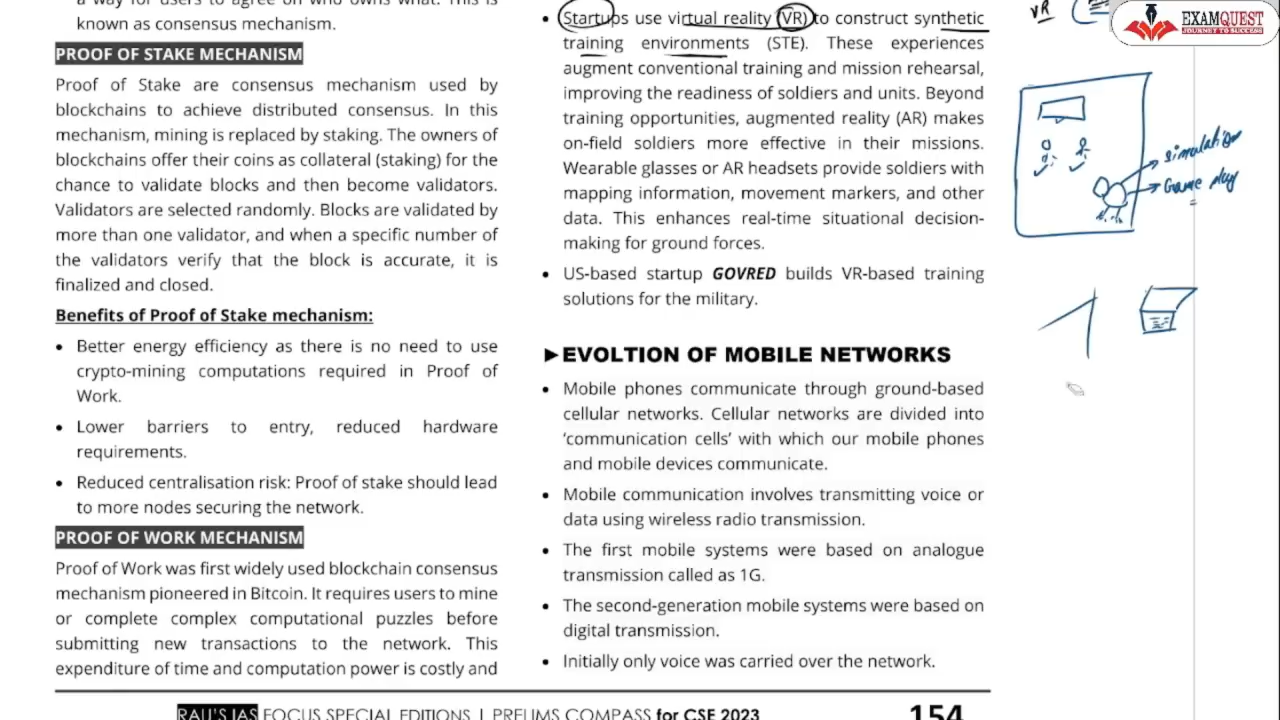 a way for users to agree on who owns what. This is
known as consensus mechanism.
PROOF OF STAKE MECHANISM
Proof of Stake are consensus mechanism used by
blockchains to achieve distributed consensus. In this
mechanism, mining is replaced by staking. The owners of
blockchains offer their coins as collateral (staking) for the
chance to validate blocks and then become validators.
Validators are selected randomly. Blocks are validated by
more than one validator, and when a specific number of
the validators verify that the block is accurate, it is
finalized and closed.
Benefits of Proof of Stake mechanism:
• Better energy efficiency as there is no need to use
crypto-mining computations required in Proof of
Work.
• Lower barriers to entry, reduced hardware
requirements.
• Reduced centralisation risk: Proof of stake should lead
to more nodes securing the network.
PROOF OF WORK MECHANISM
Proof of Work was first widely used blockchain consensus
mechanism pioneered in Bitcoin. It requires users to mine
or complete complex computational puzzles before
submitting new transactions to the network. This
expenditure of time and computation power is costly and
• Startups use virtual reality (VR) to construct synthetic
training environments (STE). These experiences
augment conventional training and mission rehearsal,
improving the readiness of soldiers and units. Beyond
training opportunities, augmented reality (AR) makes
on-field soldiers more effective in their missions.
Wearable glasses or AR headsets provide soldiers with
mapping information, movement markers, and other
data. This enhances real-time situational decision-
making for ground forces.
• US-based startup GOVRED builds VR-based training
solutions for the military.
►EVOLTION OF MOBILE NETWORKS
• Mobile phones communicate through ground-based
cellular networks. Cellular networks are divided into
‘communication cells’ with which our mobile phones
and mobile devices communicate.
• Mobile communication involves transmitting voice or
data using wireless radio transmission.
• The first mobile systems were based on analogue
transmission called as 1G.
• The second-generation mobile systems were based on
digital transmission.
• Initially only voice was carried over the network.
VR
EXAMQUEST
JOURNEY TO SUCCESS
simulation
Game play
RAU'S IAS FOCUS SPECIAL EDITIONS | PRELIMS COMPASS for CSE 2023
154